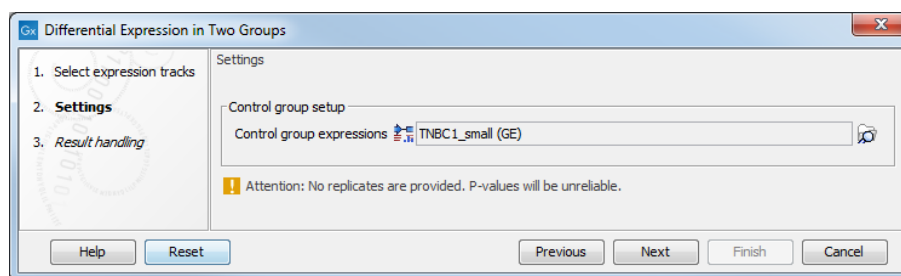 Gx Differential Expression in Two Groups
1. Select expression tracks
2. Settings
3. Result handling
Settings
Control group setup
Control group expressions TNBC1_small (GE)
Attention: No replicates are provided. P-values will be unreliable.
Help Reset Previous Next Finish Cancel